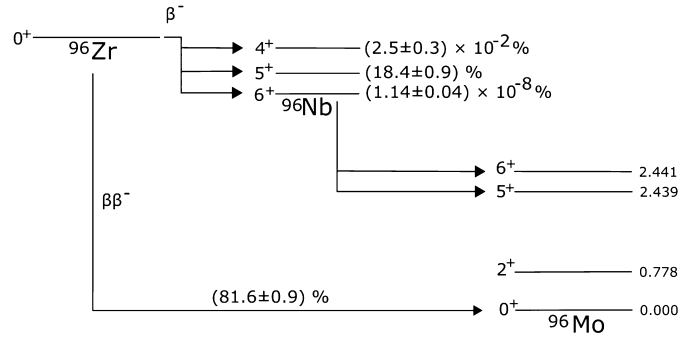 β⁻
0⁺ ⁹⁶Zr
4⁺ (2.5±0.3) × 10⁻²%
5⁺ (18.4±0.9) %
6⁺ (1.14±0.04) × 10⁻⁸%
⁹⁶Nb
6⁺ 2.441
5⁺ 2.439
ββ⁻
2⁺ 0.778
(81.6±0.9) %
0⁺ 0.000
⁹⁶Mo